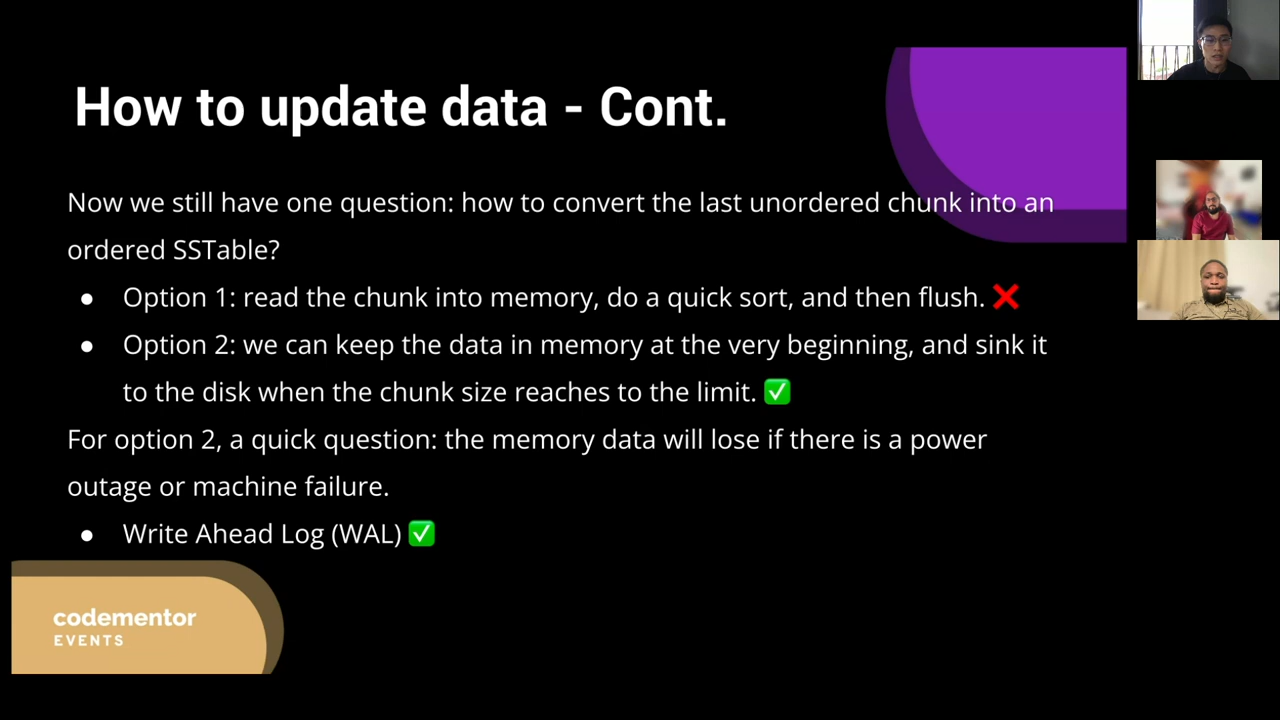 How to update data - Cont.
Now we still have one question: how to convert the last unordered chunk into an
ordered SSTable?
● Option 1: read the chunk into memory, do a quick sort, and then flush. ❌
● Option 2: we can keep the data in memory at the very beginning, and sink it
to the disk when the chunk size reaches to the limit. ✅
For option 2, a quick question: the memory data will lose if there is a power
outage or machine failure.
● Write Ahead Log (WAL) ✅
codementor
EVENTS